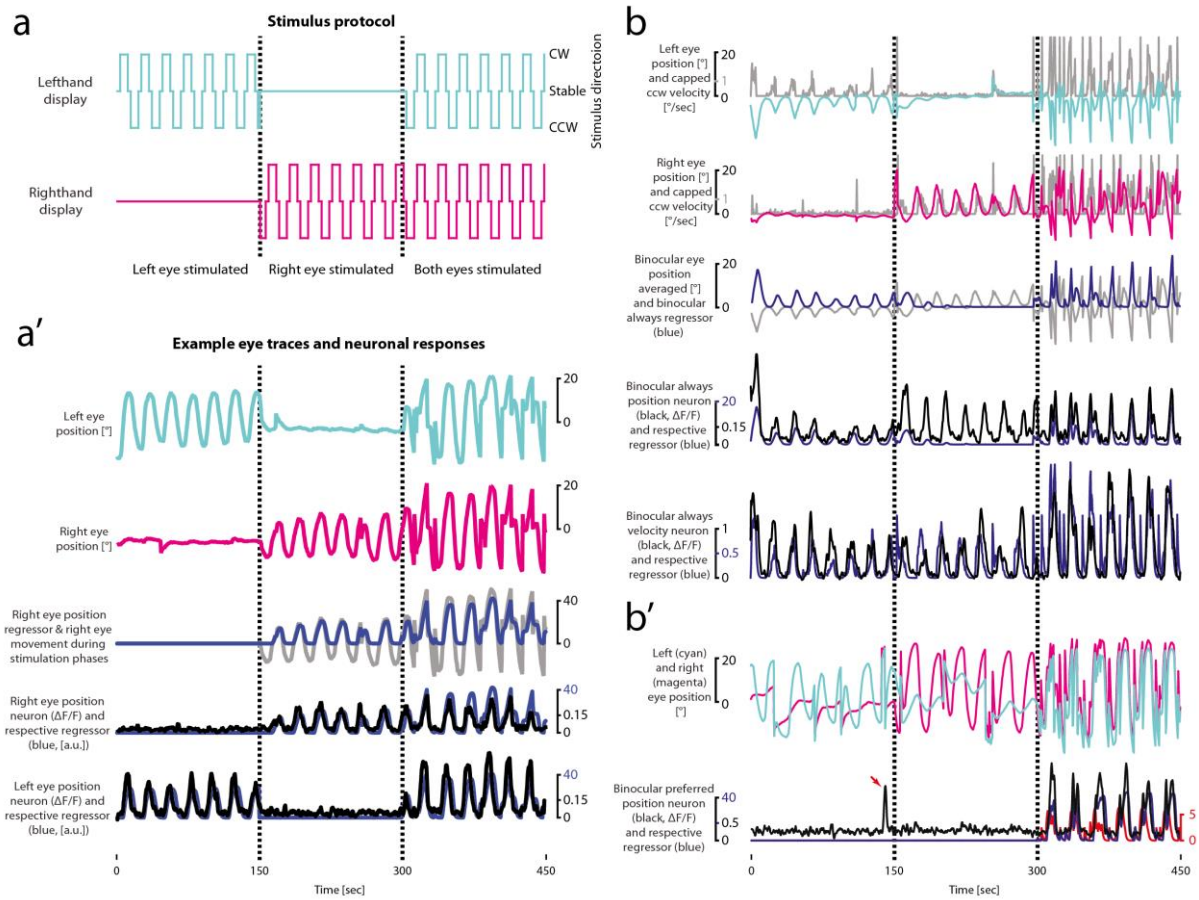 a
Stimulus protocol
Lefthand
display
CW
Stable
CCW
Stimulus directioin
Righthand
display
Left eye stimulated
Right eye stimulated
Both eyes stimulated
a′
Example eye traces and neuronal responses
Left eye
position [°]
20
0
Right eye
position [°]
20
0
Right eye position
regressor & right eye
movement during
stimulation phases
40
0
Right eye position
neuron (ΔF/F) and
respective regressor
(blue, [a.u.])
40
0.15
0
Left eye position
neuron (ΔF/F) and
respective regressor
(blue, [a.u.])
40
0.15
0
0
150
300
450
Time [sec]
b
Left eye
position [°]
and capped
ccw velocity
[°/sec]
20
1
0
Right eye
position [°]
and capped
ccw velocity
[°/sec]
20
1
0
Binocular eye
position
averaged [°]
and binocular
always regressor
(blue)
20
0
Binocular always
position neuron
(black, ΔF/F)
and respective
regressor (blue)
20
0.15
0
Binocular always
velocity neuron
(black, ΔF/F)
and respective
regressor (blue)
1
0.5
0
b′
Left (cyan)
and right
(magenta)
eye position
[°]
20
0
Binocular preferred
position neuron
(black, ΔF/F)
and respective
regressor (blue)
40
0.5
0
5
0
0
150
300
450
Time [sec]